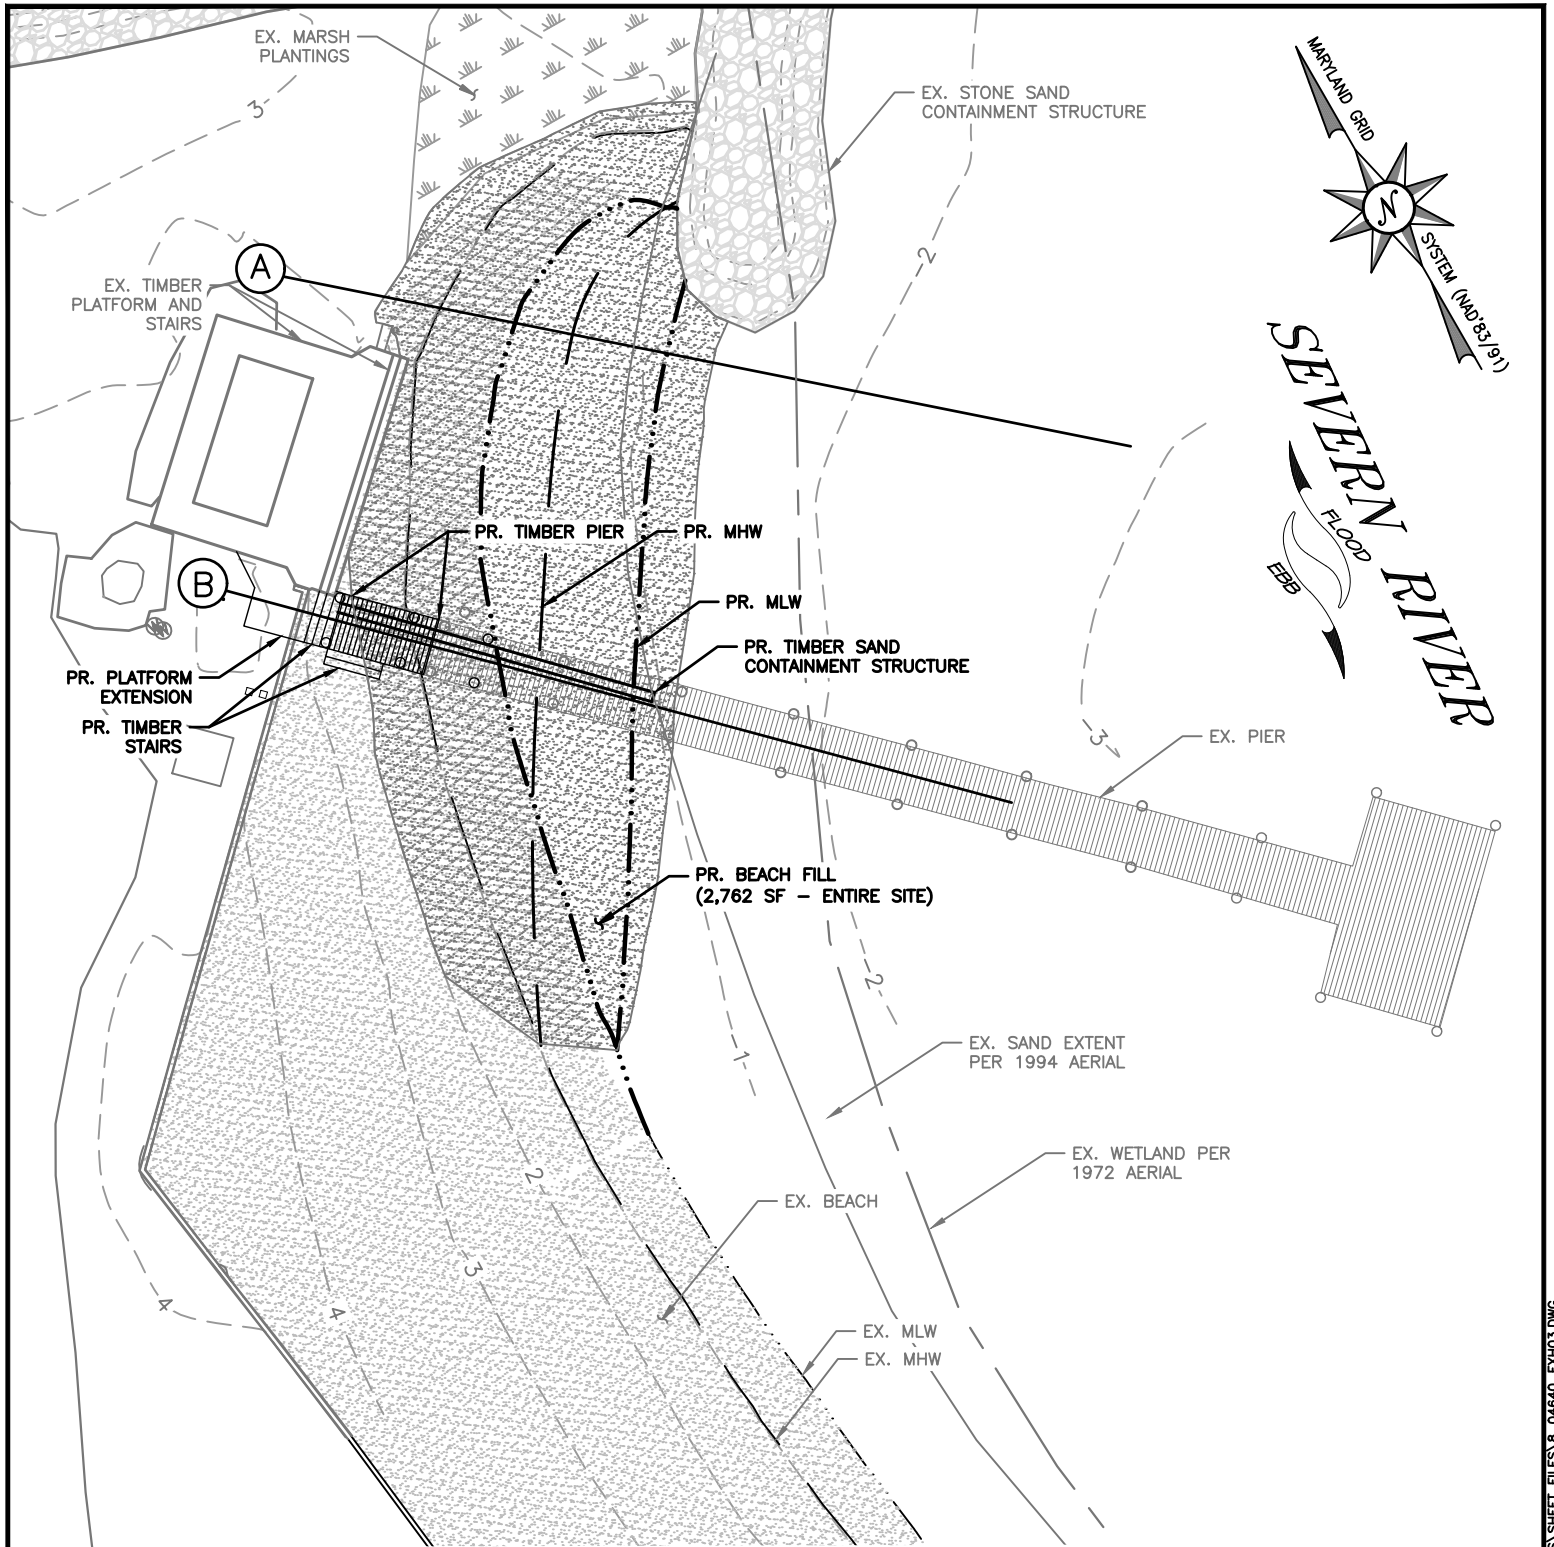 EX. MARSH
PLANTINGS
3
EX. STONE SAND
CONTAINMENT STRUCTURE
MARYLAND GRID
N
SYSTEM (NAD'83/91)
2
A
EX. TIMBER
PLATFORM AND
STAIRS
SEVERN RIVER
FLOOD
EBB
PR. TIMBER PIER
PR. MHW
B
PR. MLW
PR. TIMBER SAND
CONTAINMENT STRUCTURE
PR. PLATFORM
EXTENSION
PR. TIMBER
STAIRS
3
EX. PIER
PR. BEACH FILL
(2,762 SF – ENTIRE SITE)
2
1
EX. SAND EXTENT
PER 1994 AERIAL
EX. WETLAND PER
1972 AERIAL
2
EX. BEACH
3
4
4
EX. MLW
EX. MHW